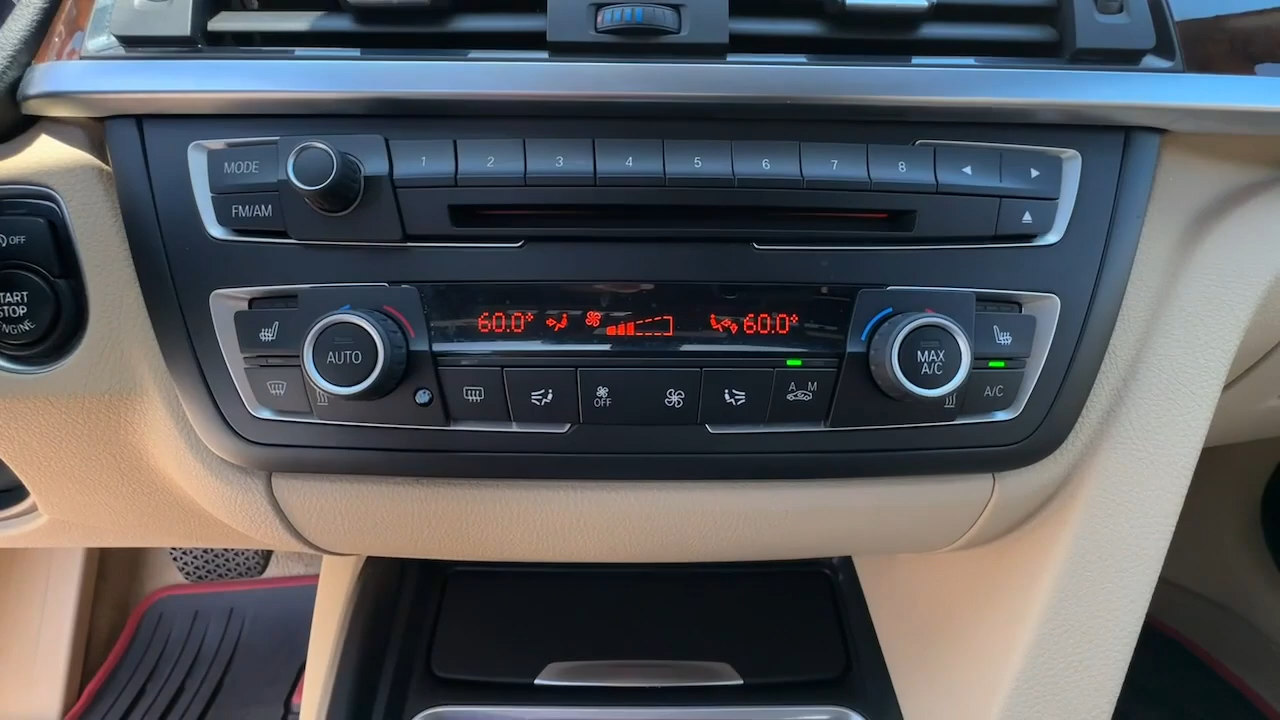 MODE
1 2 3 4 5 6 7 8
FM/AM
OFF
START
STOP
ENGINE
60.0° 60.0°
AUTO
MAX
A/C
OFF
A M
A/C